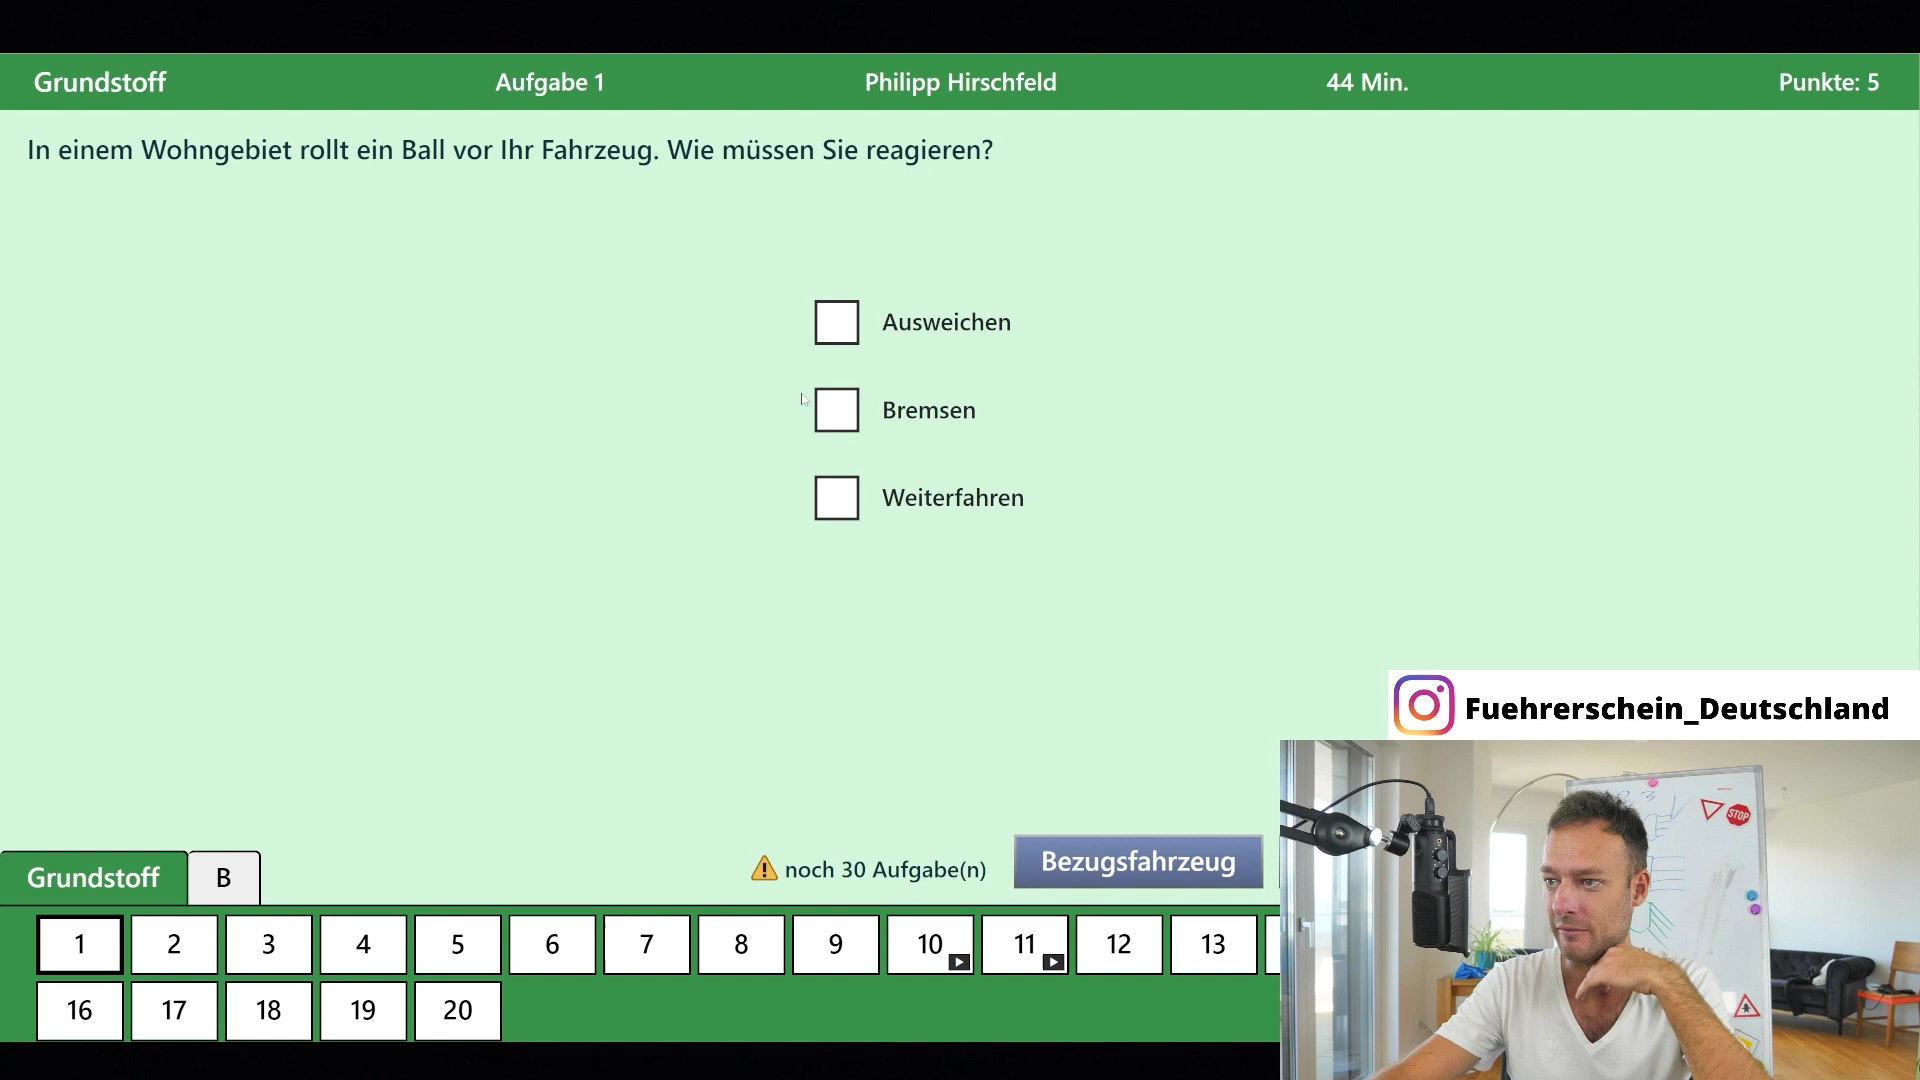 Grundstoff Aufgabe 1 Philipp Hirschfeld 44 Min. Punkte: 5
In einem Wohngebiet rollt ein Ball vor Ihr Fahrzeug. Wie müssen Sie reagieren?
Ausweichen
Bremsen
Weiterfahren
Fuehrerschein_Deutschland
STOP
Grundstoff B noch 30 Aufgabe(n) Bezugsfahrzeug
1 2 3 4 5 6 7 8 9 10 11 12 13
16 17 18 19 20